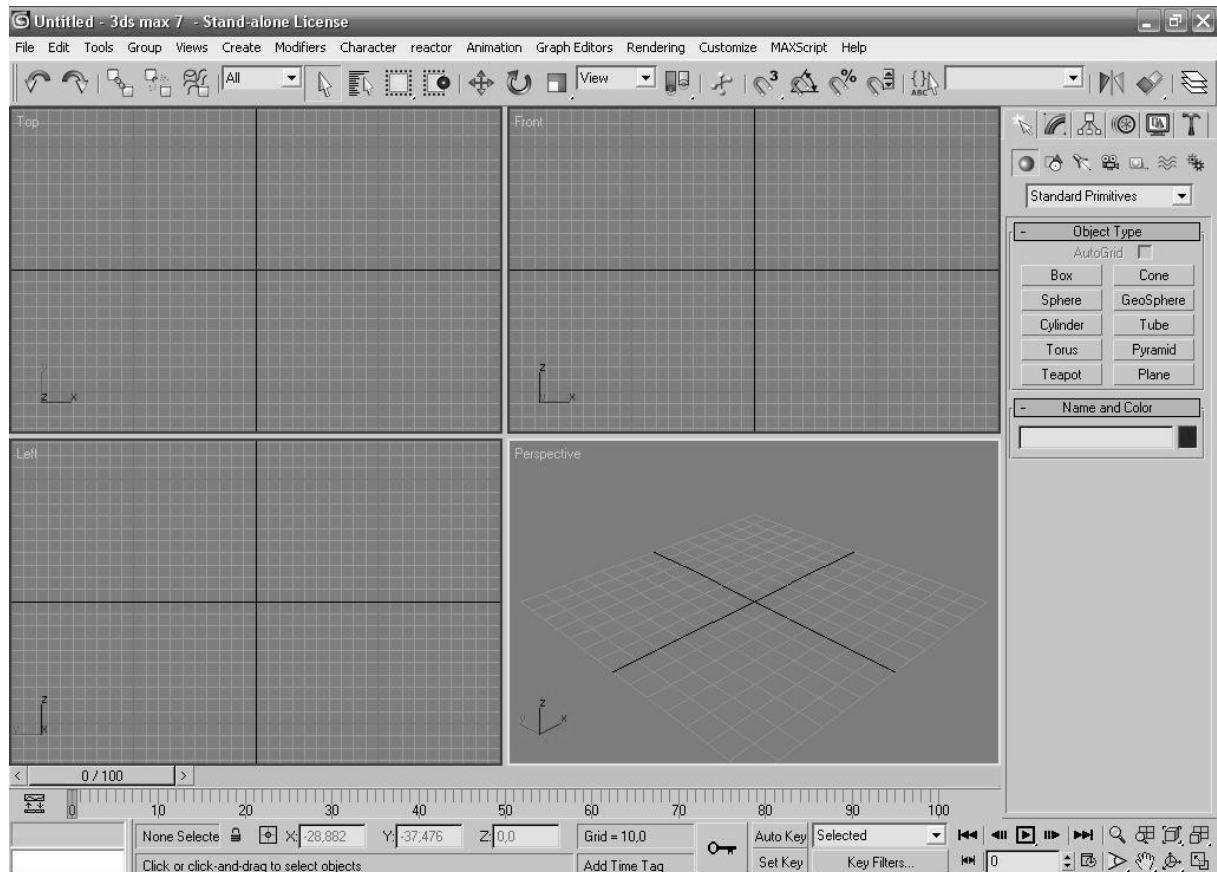 Untitled - 3ds max 7 - Stand-alone License
File Edit Tools Group Views Create Modifiers Character reactor Animation Graph Editors Rendering Customize MAXScript Help
All View 3 % {} ABC
Top Front
Standard Primitives
- Object Type
AutoGrid
Box Cone
Sphere GeoSphere
Cylinder Tube
Torus Pyramid
Teapot Plane
y z x z y x
- Name and Color
Left Perspective
z y x z y x
< 0 / 100 >
0 10 20 30 40 50 60 70 80 90 100
None Selecte X: -28,882 Y: -37,476 Z: 0,0 Grid = 10,0 Auto Key Selected
Click or click-and-drag to select objects Add Time Tag Set Key Key Filters... 0